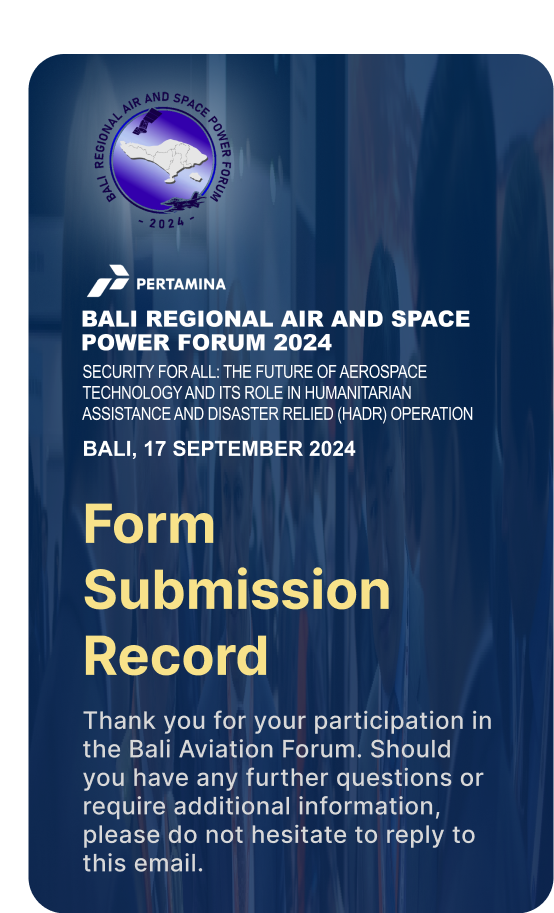 BALI REGIONAL AIR AND SPACE POWER FORUM
- 2024 -
PERTAMINA
BALI REGIONAL AIR AND SPACE
POWER FORUM 2024
SECURITY FOR ALL: THE FUTURE OF AEROSPACE
TECHNOLOGY AND ITS ROLE IN HUMANITARIAN
ASSISTANCE AND DISASTER RELIED (HADR) OPERATION
BALI, 17 SEPTEMBER 2024
Form
Submission
Record
Thank you for your participation in
the Bali Aviation Forum. Should
you have any further questions or
require additional information,
please do not hesitate to reply to
this email.